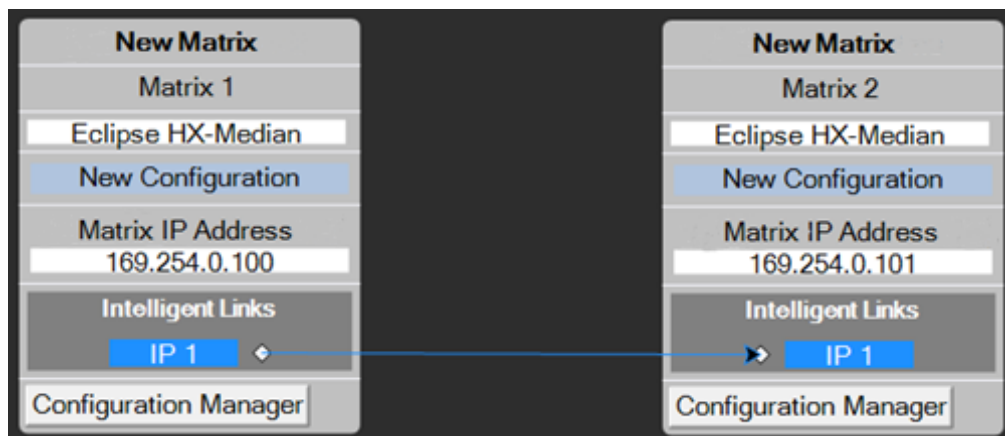 New Matrix
Matrix 1
Eclipse HX-Median
New Configuration
Matrix IP Address
169.254.0.100
Intelligent Links
IP 1
Configuration Manager
New Matrix
Matrix 2
Eclipse HX-Median
New Configuration
Matrix IP Address
169.254.0.101
Intelligent Links
IP 1
Configuration Manager